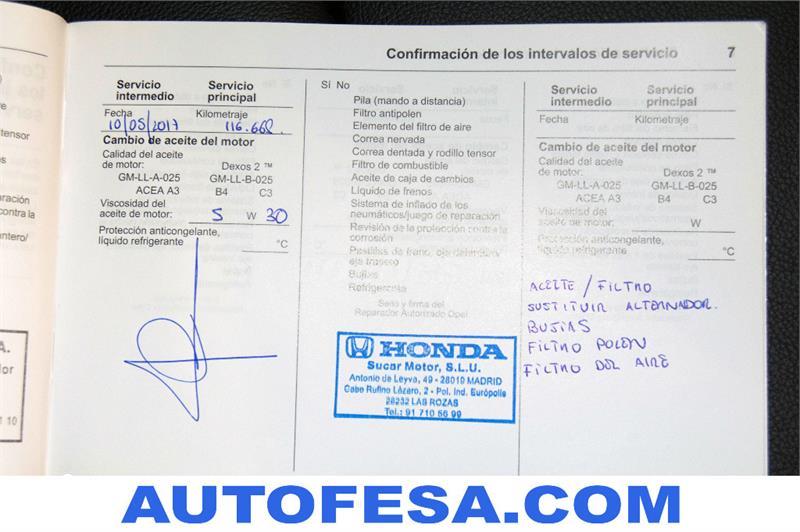 Confirmación de los intervalos de servicio 7
Servicio intermedio Servicio principal
Fecha Kilometraje
10/05/2017 116.662.
Cambio de aceite del motor
Calidad del aceite
de motor: Dexos 2 ™
GM-LL-A-025 GM-LL-B-025
ACEA A3 B4 C3
Viscosidad del
aceite de motor: 5 W 30
Protección anticongelante,
líquido refrigerante °C
Sí No
Pila (mando a distancia)
Filtro antipolen
Elemento del filtro de aire
Correa nervada
Correa dentada y rodillo tensor
Filtro de combustible
Aceite de caja de cambios
Líquido de frenos
Sistema de inflado de los
neumáticos/juego de reparación
Revisión de la protección contra la
corrosión
Pastillas de freno, eje delantero/
eje trasero
Bujías
Refrigerante
Sello y firma del
Reparador Autorizado Opel
HONDA
Sucar Motor, S.L.U.
Antonio de Leyva, 49 - 28019 MADRID
Cabo Rufino Lázaro, 2 - Pol. Ind. Európolis
28232 LAS ROZAS
Tel.: 91 710 56 99
Servicio intermedio Servicio principal
Fecha Kilometraje
Cambio de aceite del motor
Calidad del aceite
de motor: Dexos 2 ™
GM-LL-A-025 GM-LL-B-025
ACEA A3 B4 C3
Viscosidad del
aceite de motor: W
Protección anticongelante,
líquido refrigerante °C
ACEITE / FILTRO
SUSTITUIR ALTERNADOR.
BUJIAS
FILTRO POLEN
FILTRO DEL AIRE
AUTOFESA.COM